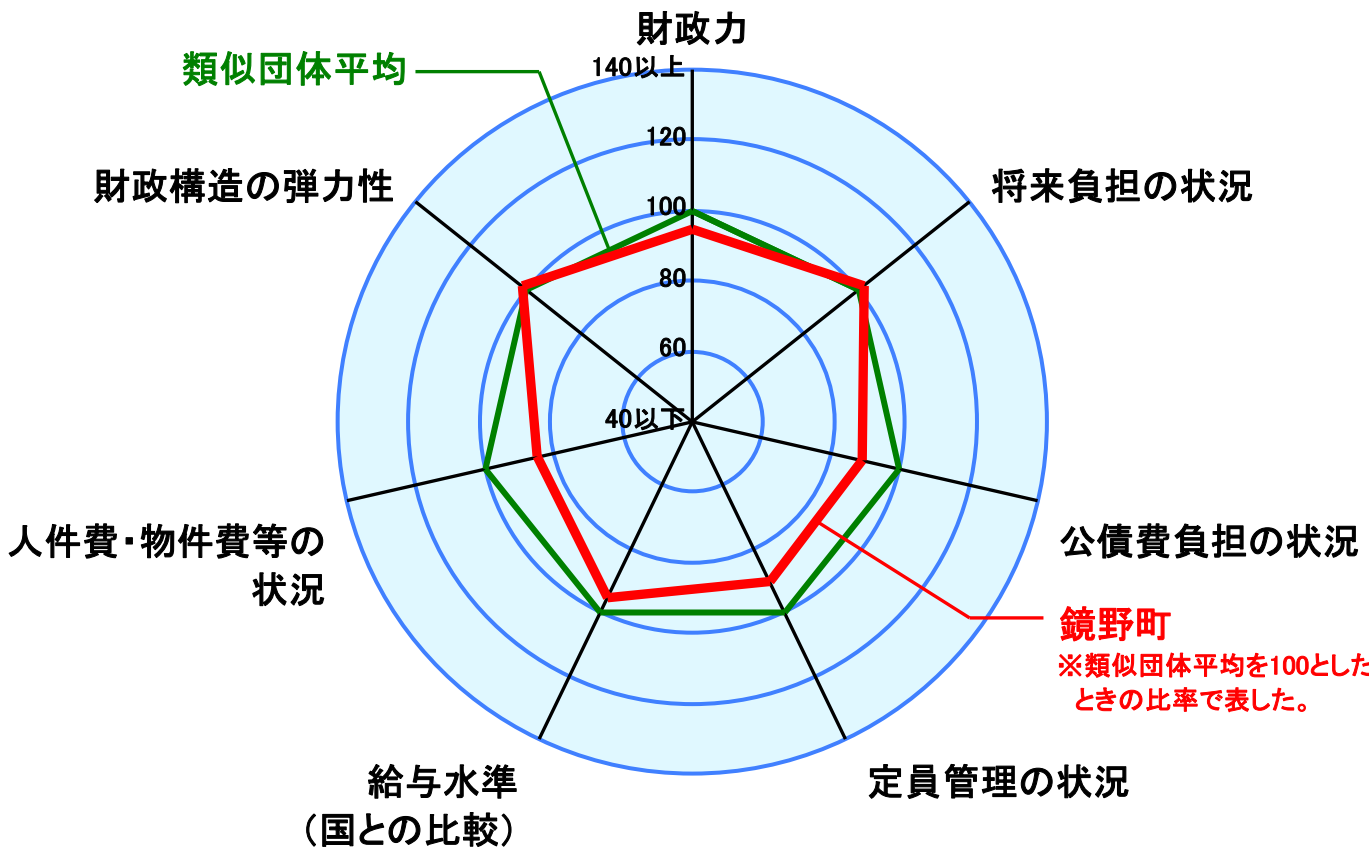 財政力
類似団体平均
140以上
120
100
80
60
40以下
財政構造の弾力性
将来負担の状況
人件費・物件費等の
状況
公債費負担の状況
鏡野町
※類似団体平均を100とした
ときの比率で表した。
給与水準
（国との比較）
定員管理の状況